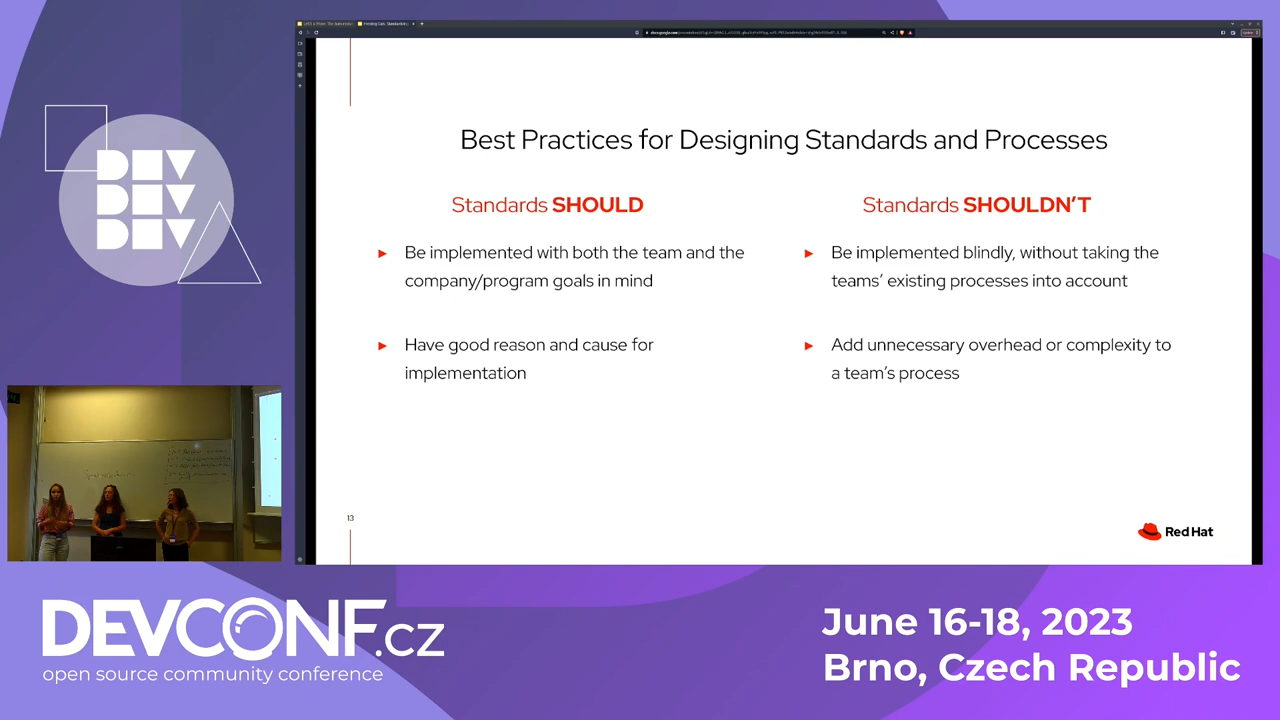 DEV
DEV
DEV
Best Practices for Designing Standards and Processes
Standards SHOULD
► Be implemented with both the team and the
company/program goals in mind
► Have good reason and cause for
implementation
Standards SHOULDN'T
► Be implemented blindly, without taking the
teams' existing processes into account
► Add unnecessary overhead or complexity to
a team's process
13
Red Hat
DEVCONF.cz
open source community conference
June 16-18, 2023
Brno, Czech Republic